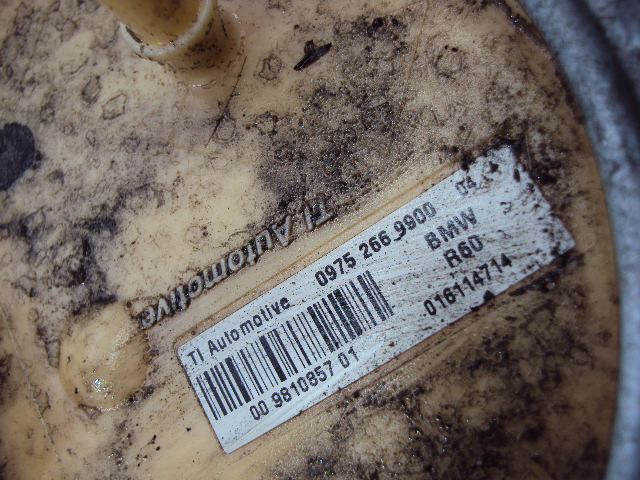 TI Automotive
TI Automotive 0975 266 9900 04
BMW
R60
00 9810857 01 016114714